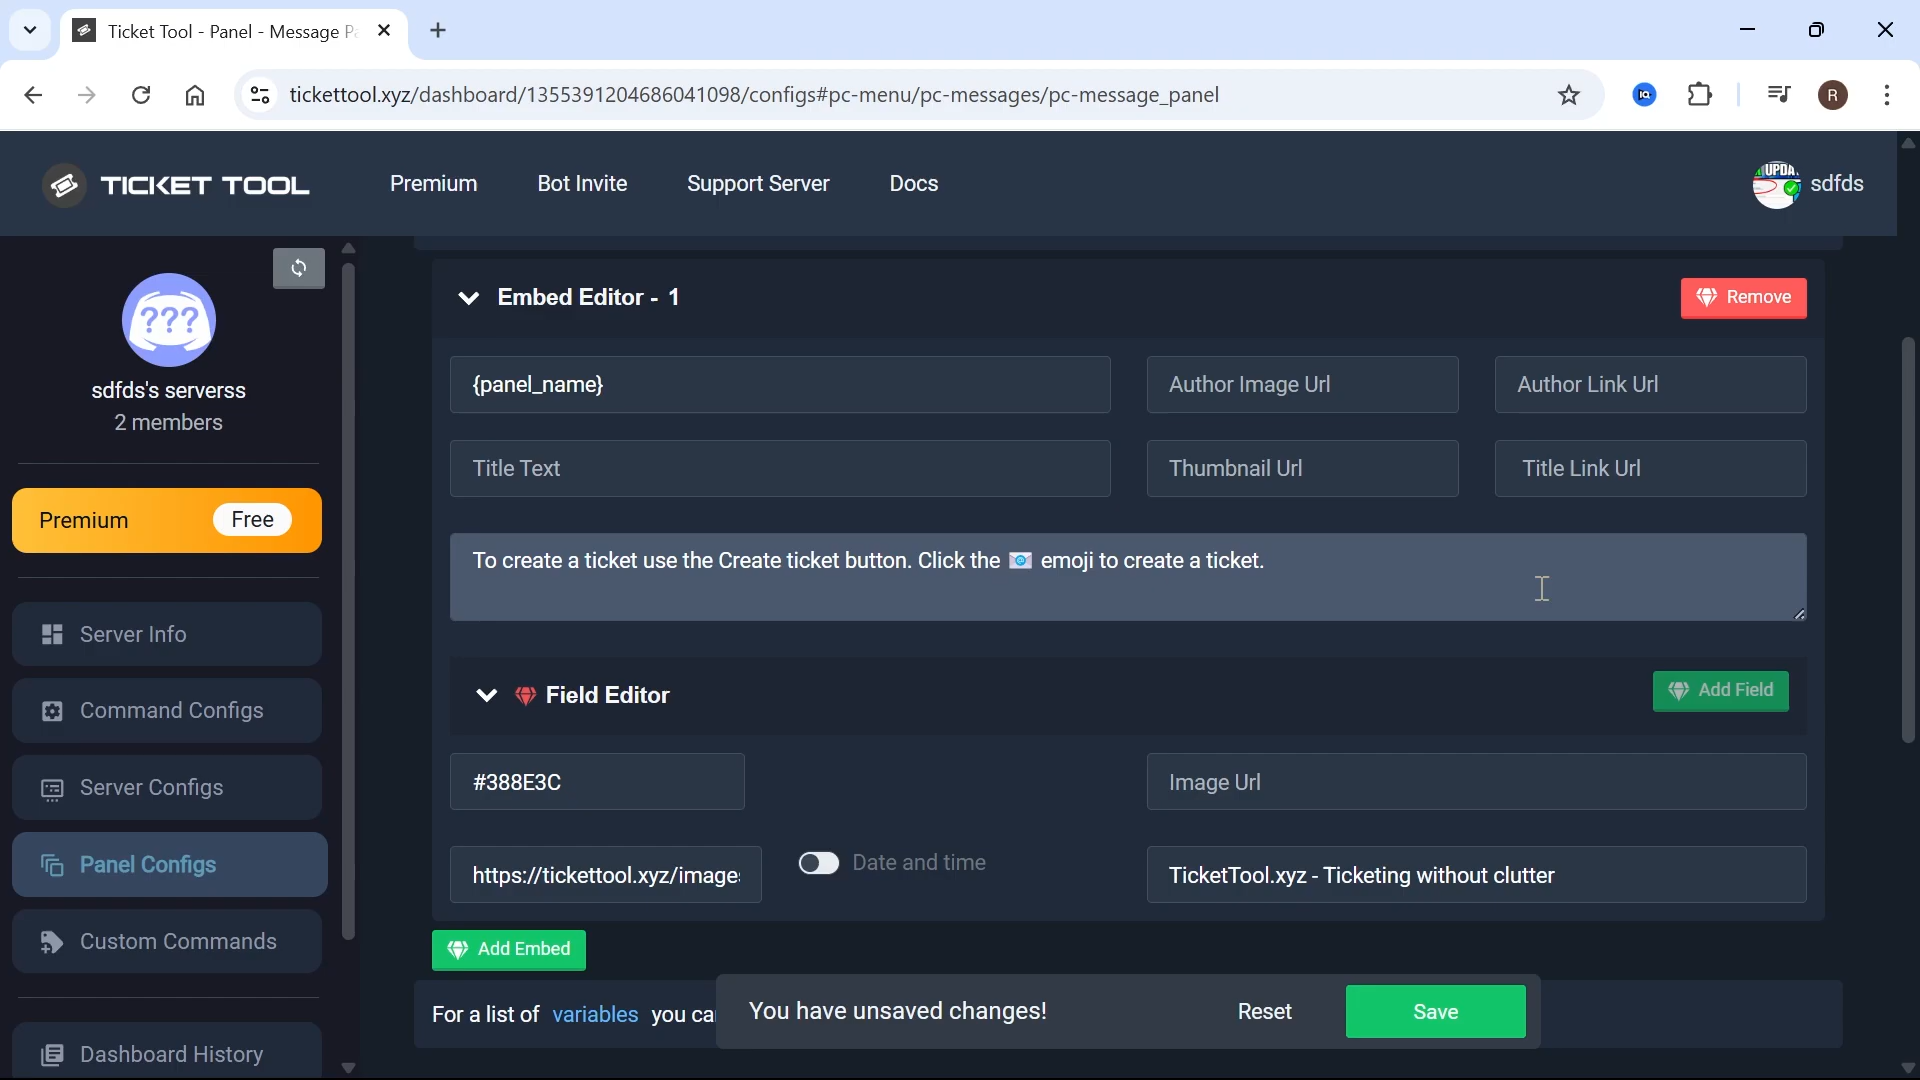 Ticket Tool - Panel - Message P
tickettool.xyz/dashboard/1355391204686041098/configs#pc-menu/pc-messages/pc-message_panel
R
TICKET TOOL
Premium
Bot Invite
Support Server
Docs
UPDA
sdfds
???
sdfds's serverss
2 members
Premium
Free
Server Info
Command Configs
Server Configs
Panel Configs
Custom Commands
Dashboard History
Embed Editor - 1
Remove
{panel_name}
Author Image Url
Author Link Url
Title Text
Thumbnail Url
Title Link Url
To create a ticket use the Create ticket button. Click the 📧 emoji to create a ticket.
Field Editor
Add Field
#388E3C
Image Url
https://tickettool.xyz/image
Date and time
TicketTool.xyz - Ticketing without clutter
Add Embed
For a list of variables you ca
You have unsaved changes!
Reset
Save